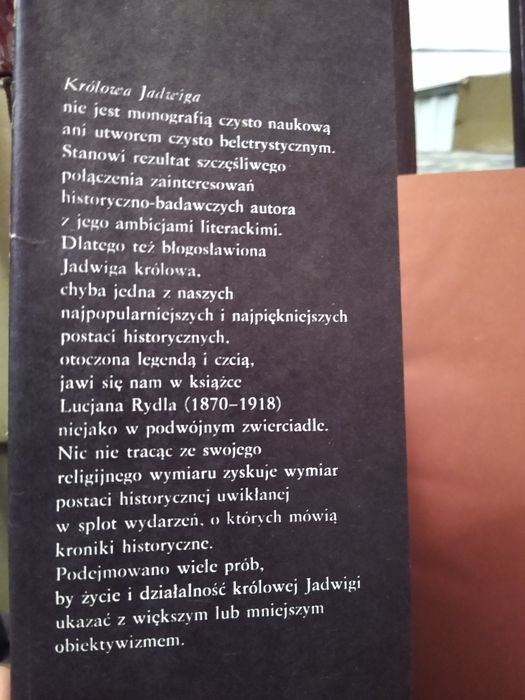 Królowa Jadwiga
nie jest monografią czysto naukową
ani utworem czysto beletrystycznym.
Stanowi rezultat szczęśliwego
połączenia zainteresowań
historyczno-badawczych autora
z jego ambicjami literackimi.
Dlatego też błogosławiona
Jadwiga królowa,
chyba jedna z naszych
najpopularniejszych i najpiękniejszych
postaci historycznych,
otoczona legendą i czcią,
jawi się nam w książce
Lucjana Rydla (1870–1918)
niejako w podwójnym zwierciadle.
Nic nie tracąc ze swojego
religijnego wymiaru zyskuje wymiar
postaci historycznej uwikłanej
w splot wydarzeń, o których mówią
kroniki historyczne.
Podejmowano wiele prób,
by życie i działalność królowej Jadwigi
ukazać z większym lub mniejszym
obiektywizmem.